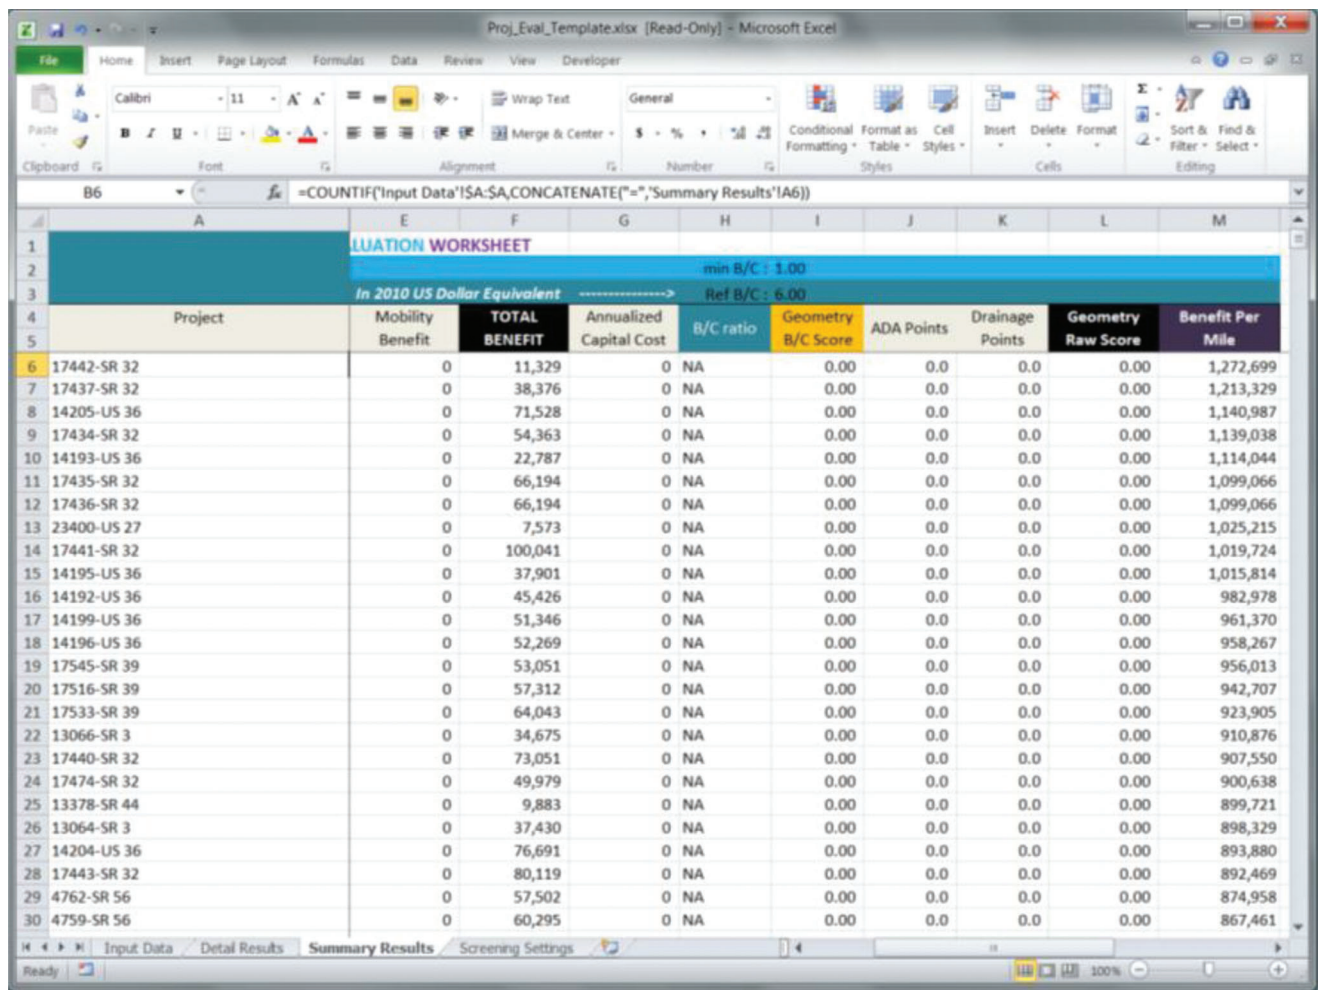 Proj_Eval_Template.xlsx [Read-Only] - Microsoft Excel
File Home Insert Page Layout Formulas Data Review View Developer
Calibri 11 A A Wrap Text General Σ
Paste B I U A Merge & Center $ % , Conditional Formatting Format as Table Cell Styles Insert Delete Format Sort & Filter Find & Select
Clipboard Font Alignment Number Styles Cells Editing
B6 fx =COUNTIF('Input Data'!$A:$A,CONCATENATE("=",'Summary Results'!A6))
A E F G H I J K L M
1 LUATION WORKSHEET
2 min B/C : 1.00
3 In 2010 US Dollar Equivalent ---------------> Ref B/C : 6.00
4 Project Mobility TOTAL Annualized B/C ratio Geometry ADA Points Drainage Geometry Benefit Per
5 Benefit BENEFIT Capital Cost B/C Score Points Raw Score Mile
6 17442-SR 32 0 11,329 0 NA 0.00 0.0 0.0 0.00 1,272,699
7 17437-SR 32 0 38,376 0 NA 0.00 0.0 0.0 0.00 1,213,329
8 14205-US 36 0 71,528 0 NA 0.00 0.0 0.0 0.00 1,140,987
9 17434-SR 32 0 54,363 0 NA 0.00 0.0 0.0 0.00 1,139,038
10 14193-US 36 0 22,787 0 NA 0.00 0.0 0.0 0.00 1,114,044
11 17435-SR 32 0 66,194 0 NA 0.00 0.0 0.0 0.00 1,099,066
12 17436-SR 32 0 66,194 0 NA 0.00 0.0 0.0 0.00 1,099,066
13 23400-US 27 0 7,573 0 NA 0.00 0.0 0.0 0.00 1,025,215
14 17441-SR 32 0 100,041 0 NA 0.00 0.0 0.0 0.00 1,019,724
15 14195-US 36 0 37,901 0 NA 0.00 0.0 0.0 0.00 1,015,814
16 14192-US 36 0 45,426 0 NA 0.00 0.0 0.0 0.00 982,978
17 14199-US 36 0 51,346 0 NA 0.00 0.0 0.0 0.00 961,370
18 14196-US 36 0 52,269 0 NA 0.00 0.0 0.0 0.00 958,267
19 17545-SR 39 0 53,051 0 NA 0.00 0.0 0.0 0.00 956,013
20 17516-SR 39 0 57,312 0 NA 0.00 0.0 0.0 0.00 942,707
21 17533-SR 39 0 64,043 0 NA 0.00 0.0 0.0 0.00 923,905
22 13066-SR 3 0 34,675 0 NA 0.00 0.0 0.0 0.00 910,876
23 17440-SR 32 0 73,051 0 NA 0.00 0.0 0.0 0.00 907,550
24 17474-SR 32 0 49,979 0 NA 0.00 0.0 0.0 0.00 900,638
25 13378-SR 44 0 9,883 0 NA 0.00 0.0 0.0 0.00 899,721
26 13064-SR 3 0 37,430 0 NA 0.00 0.0 0.0 0.00 898,329
27 14204-US 36 0 76,691 0 NA 0.00 0.0 0.0 0.00 893,880
28 17443-SR 32 0 80,119 0 NA 0.00 0.0 0.0 0.00 892,469
29 4762-SR 56 0 57,502 0 NA 0.00 0.0 0.0 0.00 874,958
30 4759-SR 56 0 60,295 0 NA 0.00 0.0 0.0 0.00 867,461
Input Data Detail Results Summary Results Screening Settings
Ready 100%